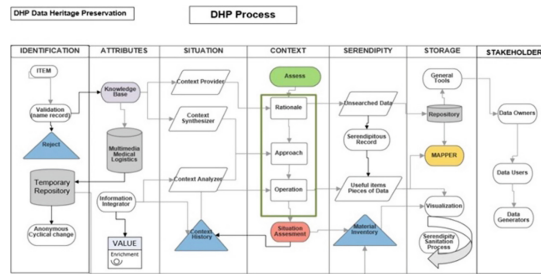 DHP Data Heritage Preservation
DHP Process
IDENTIFICATION
ATTRIBUTES
SITUATION
CONTEXT
SERENDIPITY
STORAGE
STAKEHOLDER
ITEM
Validation
(name record)
Reject
Temporary
Repository
Anonymous
Cyclical change
Knowledge
Base
Multimedia
Medical
Logistics
Information
Integrator
VALUE
Enrichment
Context Provider
Context
Synthesizer
Context Analyzer
Context
History
Assess
Rationale
Approach
Operation
Situation
Assesment
Unsearched Data
Serendipitous
Record
Useful items
Pieces of Data
Material
Inventory
General
Tools
Repository
MAPPER
Visualization
Serendipity
Sanitation
Process
Data Owners
Data Users
Data
Generators